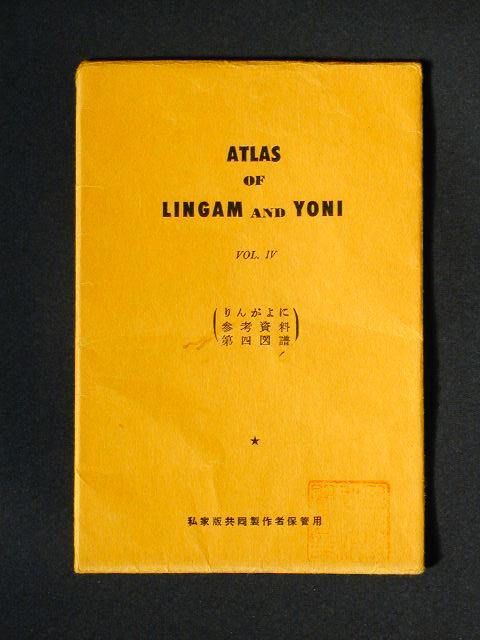 ATLAS
OF
LINGAM AND YONI
VOL. IV
りんがよに
参考資料
第四図譜
★
私家版共同製作者保管用